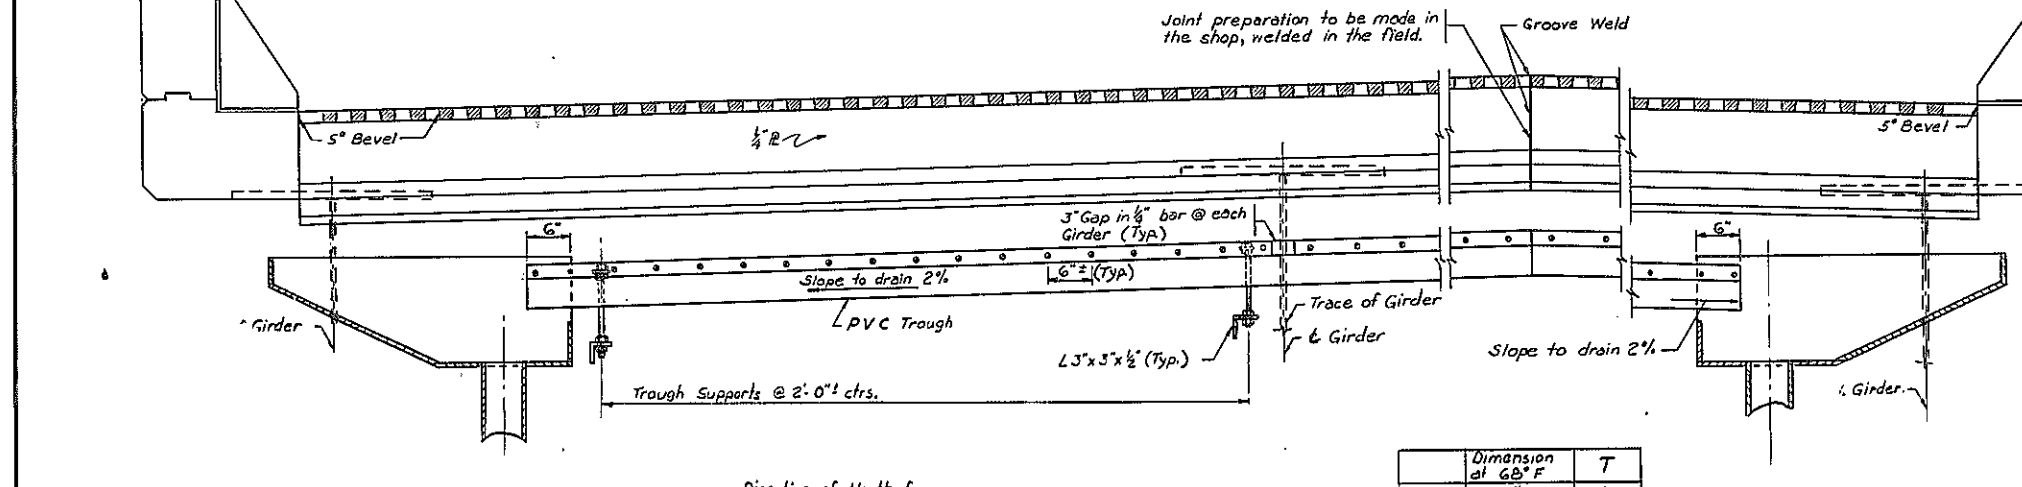 Joint preparation to be made in
the shop, welded in the field.
Groove Weld
5° Bevel
1/4" ℄
5° Bevel
6"
3" Gap in 1/4" bar @ each
Girder (Typ.)
6"
Slope to drain 2%
6"± (Typ.)
Trace of Girder
Girder
PVC Trough
℄ Girder
L3"x3"x1/2" (Typ.)
Slope to drain 2%
Trough Supports @ 2'-0"± ctrs.
Girder
Dimension
at 68° F
T